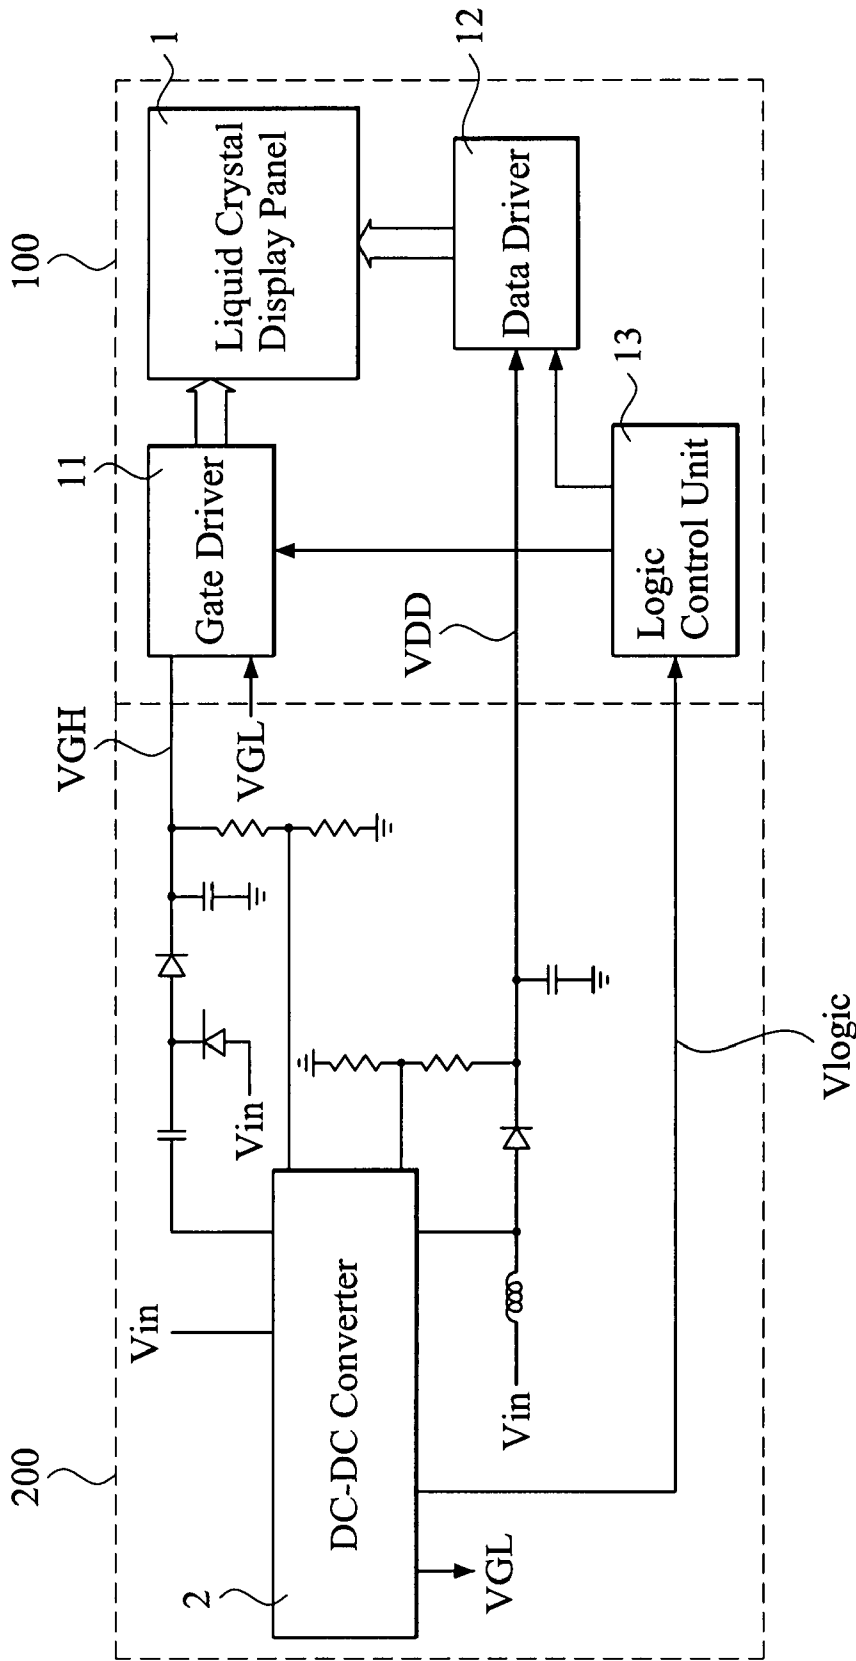 200
100
Vin
VGH
11
1
Vin
VGL
Gate Driver
Liquid Crystal
Display Panel
2
DC-DC Converter
VDD
12
Data Driver
VGL
Vin
13
Logic
Control Unit
Vlogic